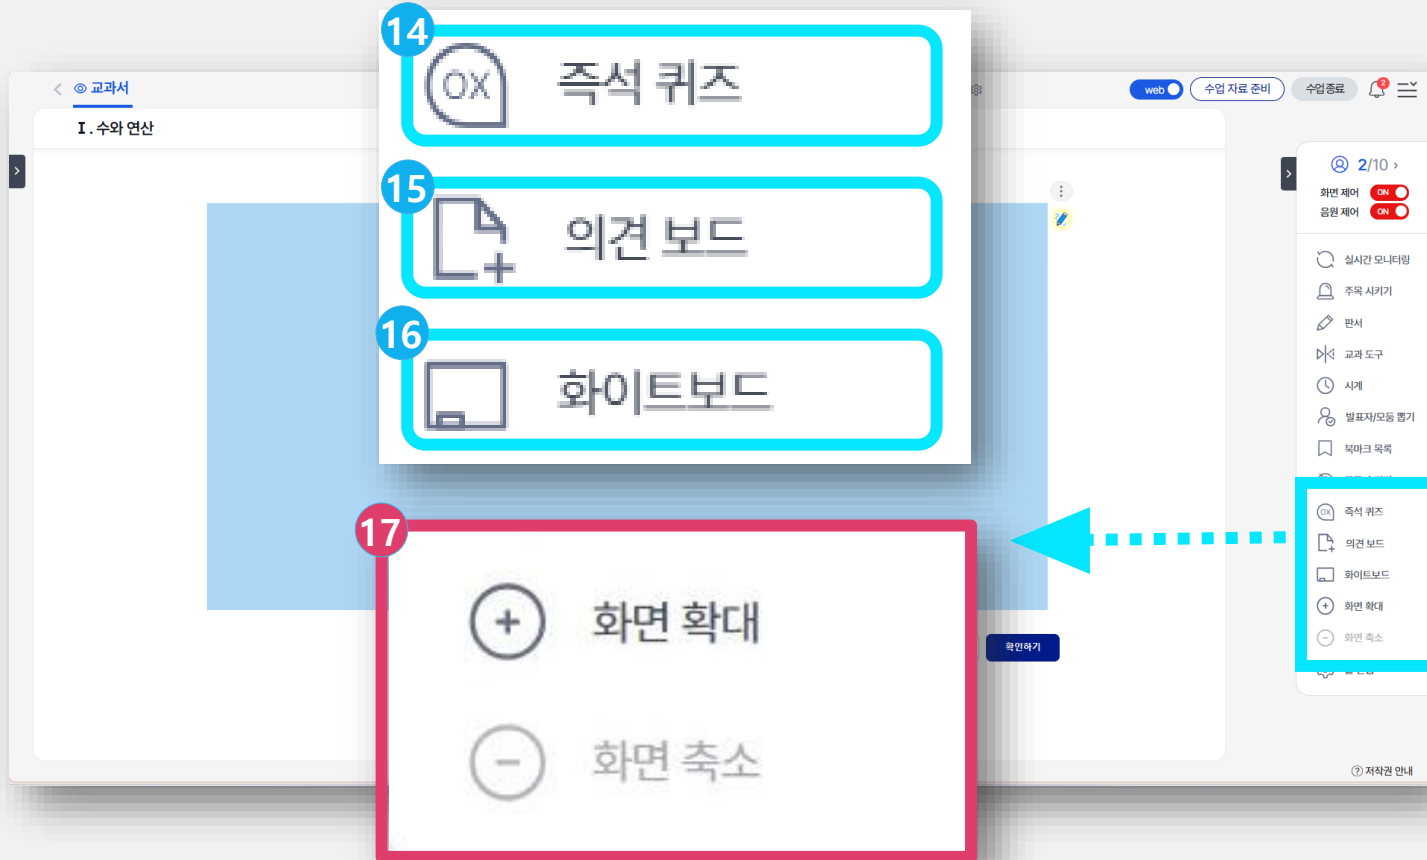 14
즉석 퀴즈
OX
15
의견 보드
16
화이트보드
17
화면 확대
화면 축소
교과서
web
수업 자료 준비
수업종료
2
Ⅰ. 수와 연산
2/10
화면 제어 ON
음원 제어 ON
실시간 모니터링
주목 시키기
판서
교과 도구
시계
발표자/모둠 뽑기
북마크 목록
OX 즉석 퀴즈
의견 보드
화이트보드
화면 확대
화면 축소
확인하기
? 저작권 안내